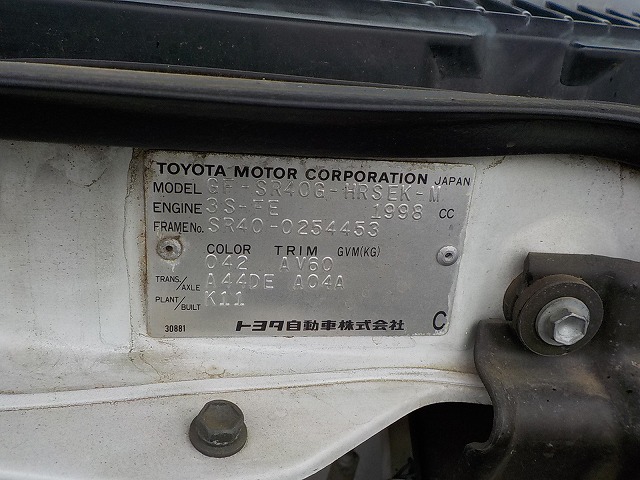 TOYOTA MOTOR CORPORATION JAPAN
MODEL GF-SR40G-HRSEK-M
ENGINE 3S-FE 1998 CC
FRAME No. SR40-0254453
COLOR TRIM GVM(KG)
042 AV60
TRANS./AXLE A44DE A04A
PLANT/BUILT K11
30881 トヨタ自動車株式会社 C